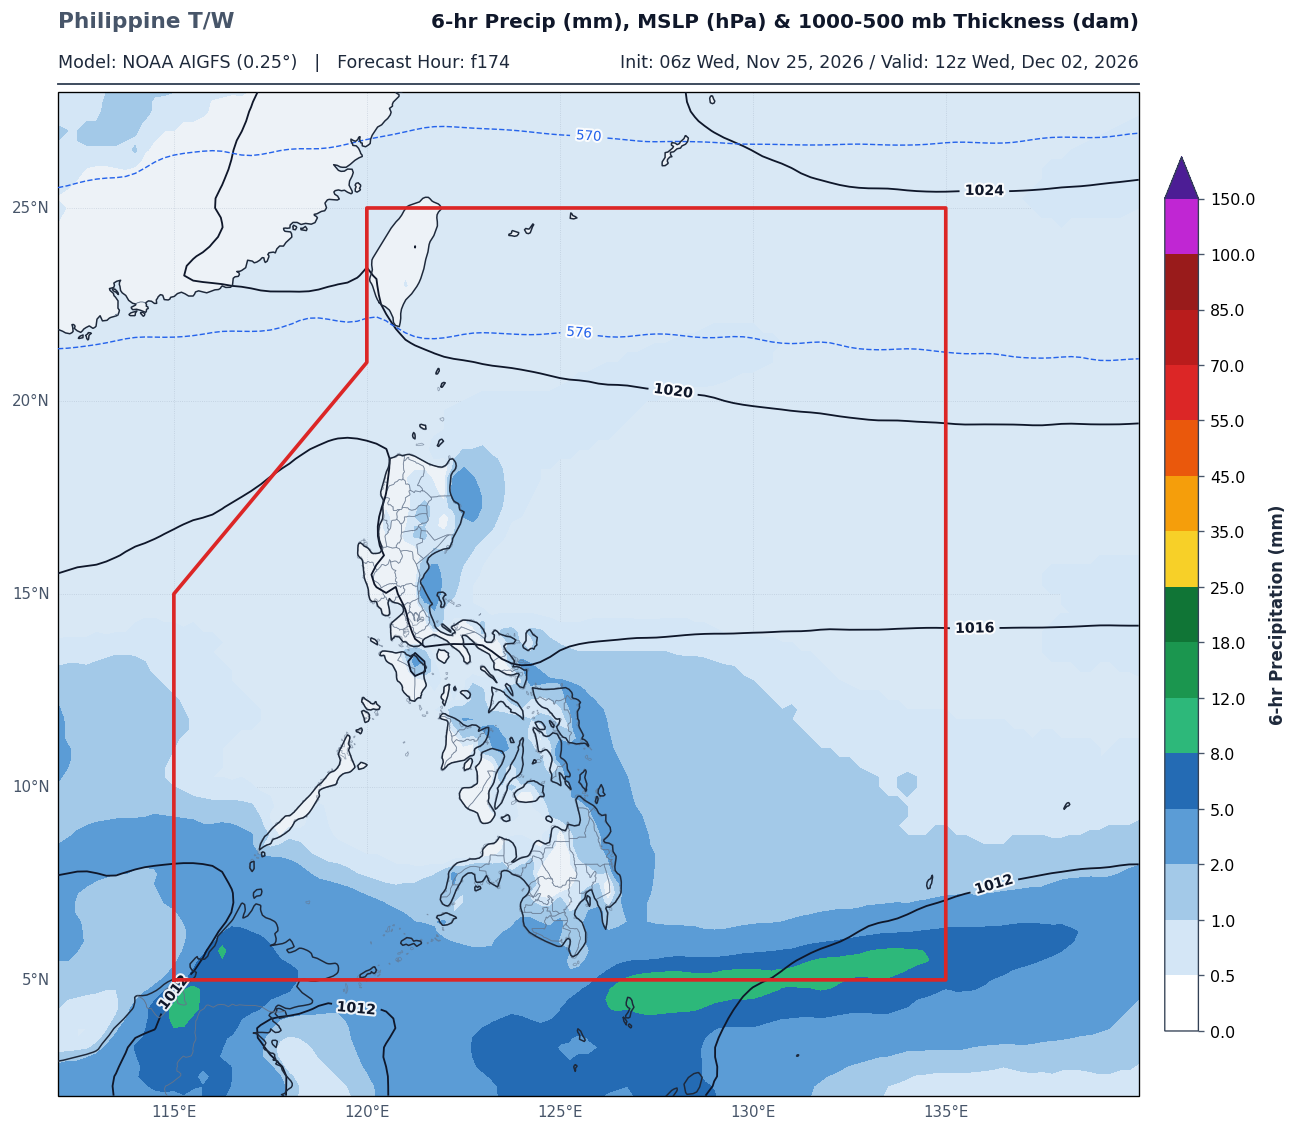 Philippine T/W
6-hr Precip (mm), MSLP (hPa) & 1000-500 mb Thickness (dam)
Model: NOAA AIGFS (0.25°) | Forecast Hour: f174
Init: 06z Wed, Nov 25, 2026 / Valid: 12z Wed, Dec 02, 2026
570
1024
576
1020
1016
1012
1012
1012
25°N
20°N
15°N
10°N
5°N
115°E
120°E
125°E
130°E
135°E
150.0
100.0
85.0
70.0
55.0
45.0
35.0
25.0
18.0
12.0
8.0
5.0
2.0
1.0
0.5
0.0
6-hr Precipitation (mm)